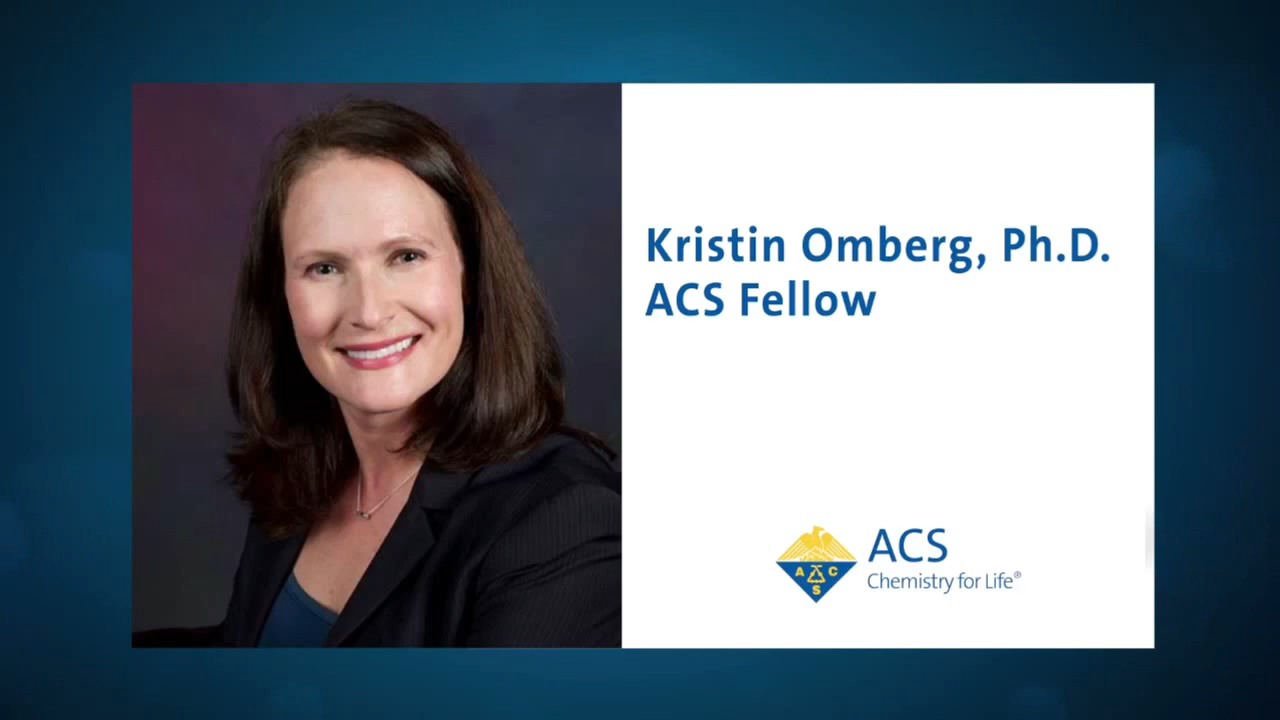 Kristin Omberg, Ph.D.
ACS Fellow
ACS
A C S
Chemistry for Life®